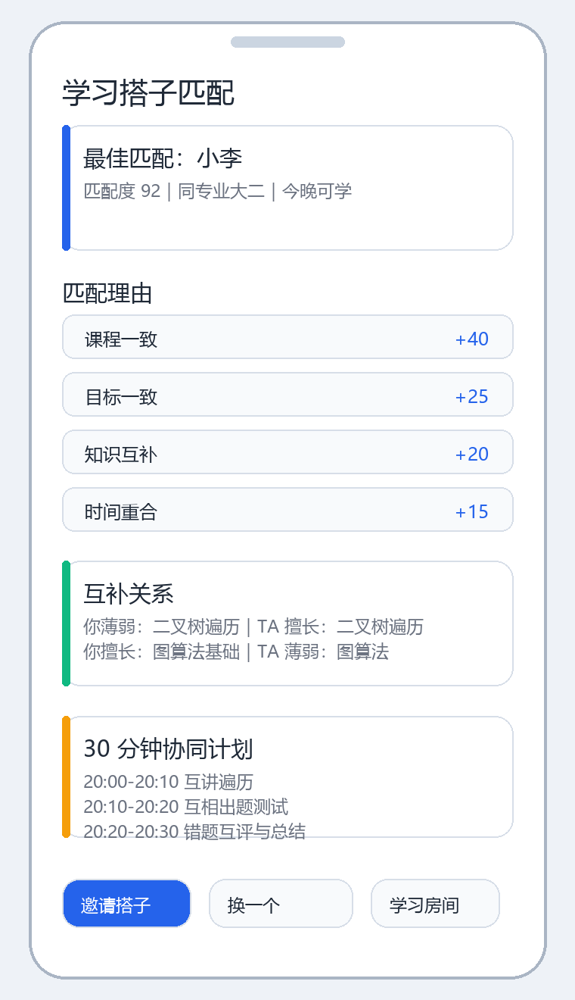 学习搭子匹配
最佳匹配：小李
匹配度 92 | 同专业大二 | 今晚可学
匹配理由
课程一致 +40
目标一致 +25
知识互补 +20
时间重合 +15
互补关系
你薄弱：二叉树遍历 | TA 擅长：二叉树遍历
你擅长：图算法基础 | TA 薄弱：图算法
30 分钟协同计划
20:00-20:10 互讲遍历
20:10-20:20 互相出题测试
20:20-20:30 错题互评与总结
邀请搭子 换一个 学习房间